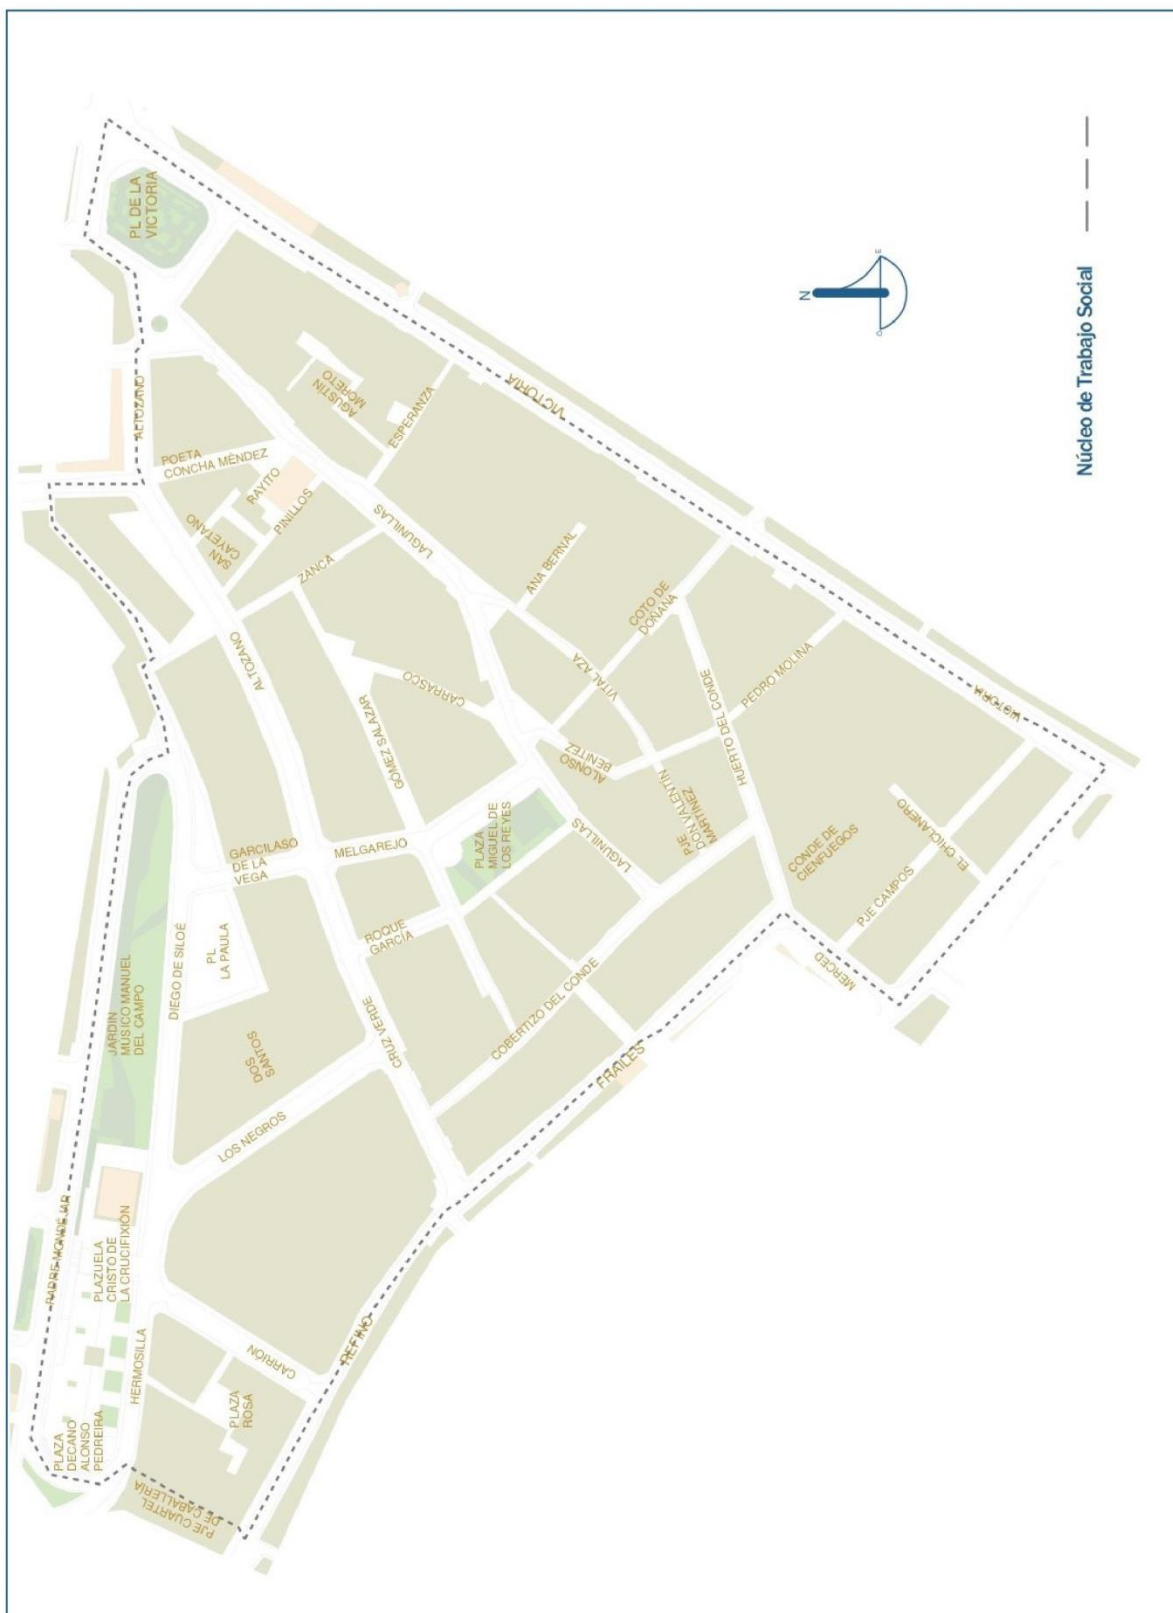 PL DE LA
VICTORIA
ALTOZANO
POETA
CONCHA MÉNDEZ
RAYITO
SAN
CAYETANO
PINILLOS
AGUSTÍN
MORETO
ESPERANZA
VICTORIA
ZANCA
LAGUNILLAS
ANA BERNAL
COTO DE
DOÑANA
VITAL AZA
PEDRO MOLINA
HUERTO DEL CONDE
VICTORIA
ALTOZANO
CARRASCO
GÓMEZ SALAZAR
ALONSO
BENÍTEZ
PJE
DON VALENTÍN
MARTÍNEZ
LAGUNILLAS
PLAZA
MIGUEL DE
LOS REYES
MELGAREJO
GARCILASO
DE LA
VEGA
PL
LA PAULA
DIEGO DE SILOÉ
JARDÍN
MÚSICO MANUEL
DEL CAMPO
ROQUE
GARCÍA
CRUZ VERDE
COBERTIZO DEL CONDE
CONDE DE
CIENFUEGOS
EL CHICLANERO
PJE CAMPOS
MERCED
FRAILES
DOS
SANTOS
LOS NEGROS
PADRE MONDÉJAR
PLAZUELA
CRISTO DE
LA CRUCIFIXIÓN
HERMOSILLA
CARRIÓN
REFINO
PLAZA
ROSA
PLAZA
DECANO
ALONSO
PEDREIRA
PJE CUARTEL
DE CABALLERÍA
N
E
O
Núcleo de Trabajo Social